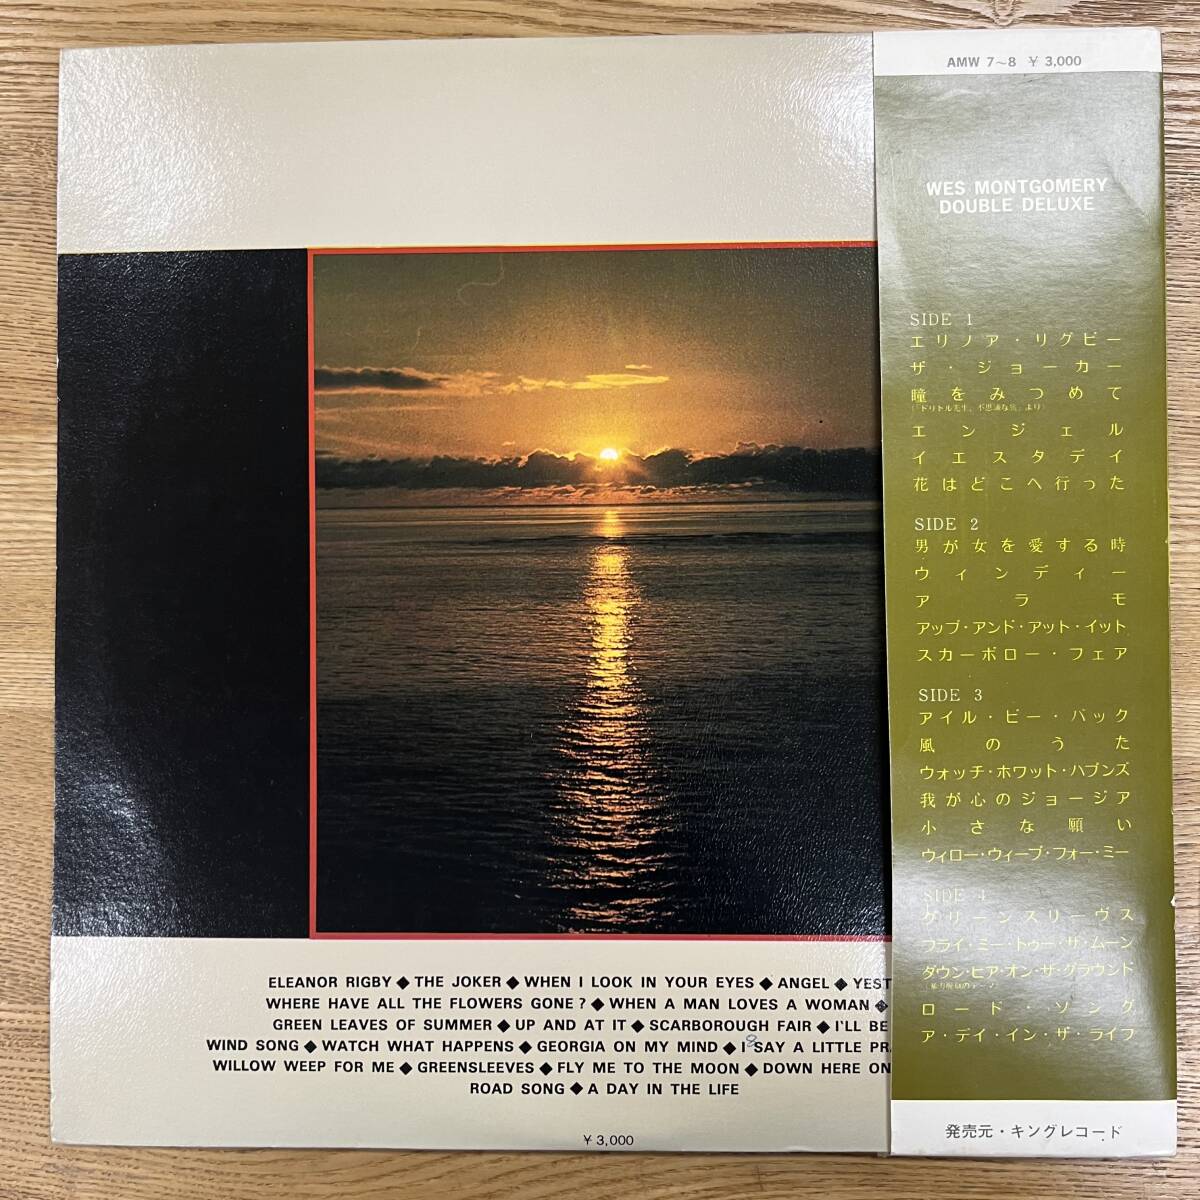 AMW 7~8 ¥ 3,000
WES MONTGOMERY
DOUBLE DELUXE
SIDE 1
エリノア・リグビー
ザ・ジョーカー
瞳をみつめて
(「ドリトル先生、不思議な旅」より)
エンジェル
イエスタデイ
花はどこへ行った
SIDE 2
男が女を愛する時
ウィンディー
アラモ
アップ・アンド・アット・イット
スカーボロー・フェア
SIDE 3
アイル・ビー・バック
風のうた
ウォッチ・ホワット・ハプンズ
我が心のジョージア
小さな願い
ウィロー・ウィープ・フォー・ミー
SIDE 4
グリーンスリーヴス
フライ・ミー・トゥー・ザ・ムーン
ダウン・ヒア・オン・ザ・グラウンド
ロード・ソング
ア・デイ・イン・ザ・ライフ
発売元・キングレコード
ELEANOR RIGBY◆THE JOKER◆WHEN I LOOK IN YOUR EYES◆ANGEL◆YEST
WHERE HAVE ALL THE FLOWERS GONE?◆WHEN A MAN LOVES A WOMAN◆
GREEN LEAVES OF SUMMER◆UP AND AT IT◆SCARBOROUGH FAIR◆I'LL BE
WIND SONG◆WATCH WHAT HAPPENS◆GEORGIA ON MY MIND◆I SAY A LITTLE PR
WILLOW WEEP FOR ME◆GREENSLEEVES◆FLY ME TO THE MOON◆DOWN HERE ON
ROAD SONG◆A DAY IN THE LIFE
¥ 3,000